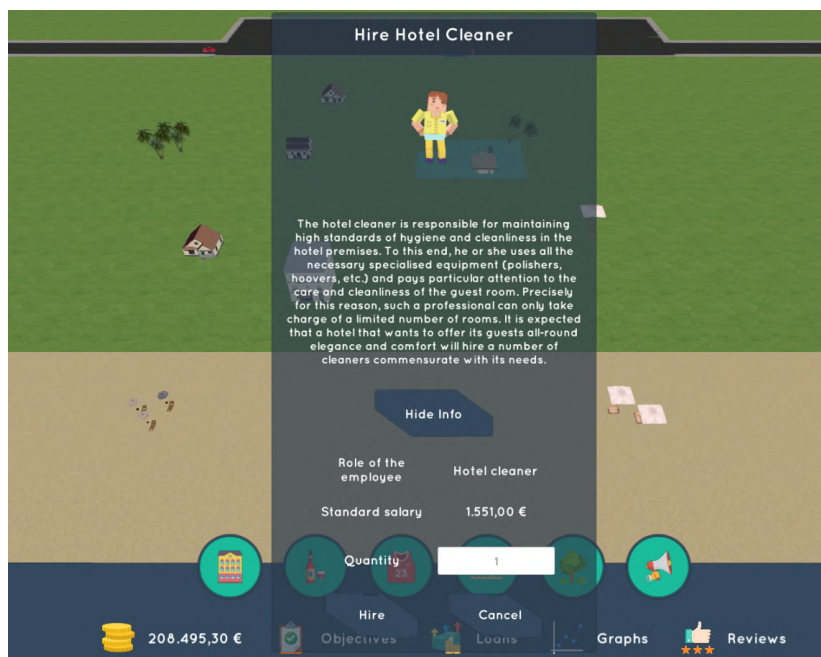 Hire Hotel Cleaner
The hotel cleaner is responsible for maintaining
high standards of hygiene and cleanliness in the
hotel premises. To this end, he or she uses all the
necessary specialised equipment (polishers,
hoovers, etc.) and pays particular attention to the
care and cleanliness of the guest room. Precisely
for this reason, such a professional can only take
charge of a limited number of rooms. It is expected
that a hotel that wants to offer its guests all-round
elegance and comfort will hire a number of
cleaners commensurate with its needs.
Hide Info
Role of the
employee
Hotel cleaner
Standard salary
1.551,00 €
Quantity
1
23
Hire
Cancel
208.495,30 €
Objectives
Loans
Graphs
Reviews